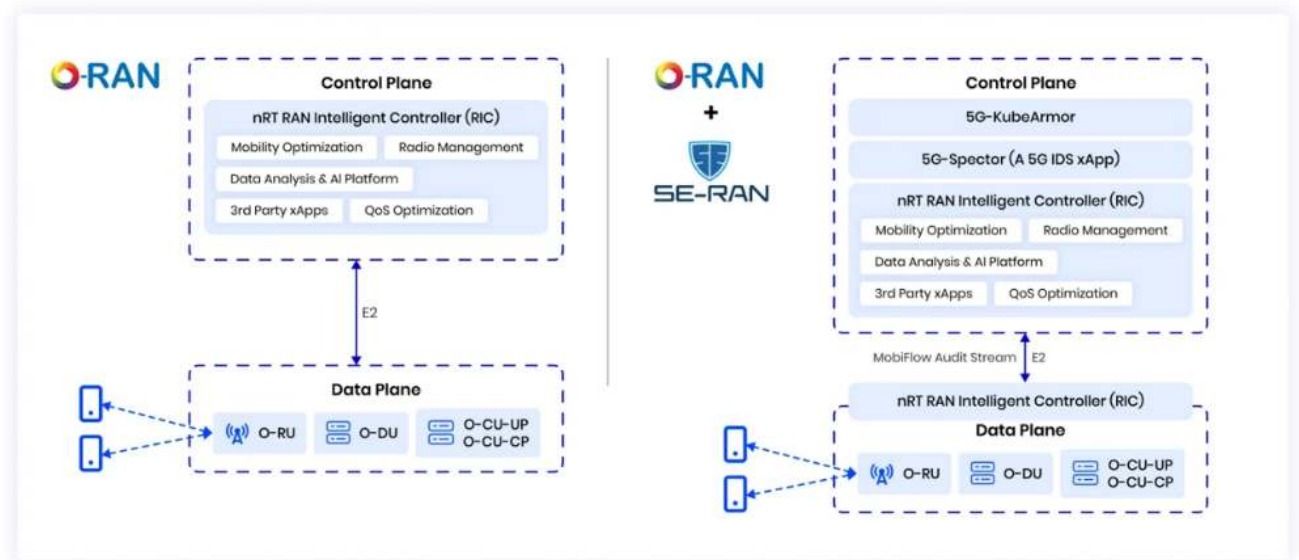 O-RAN
Control Plane
nRT RAN Intelligent Controller (RIC)
Mobility Optimization
Radio Management
Data Analysis & AI Platform
3rd Party xApps
QoS Optimization
E2
Data Plane
O-RU
O-DU
O-CU-UP
O-CU-CP
O-RAN
+
SE
SE-RAN
Control Plane
5G-KubeArmor
5G-Spector (A 5G IDS xApp)
nRT RAN Intelligent Controller (RIC)
Mobility Optimization
Radio Management
Data Analysis & AI Platform
3rd Party xApps
QoS Optimization
MobiFlow Audit Stream
E2
nRT RAN Intelligent Controller (RIC)
Data Plane
O-RU
O-DU
O-CU-UP
O-CU-CP